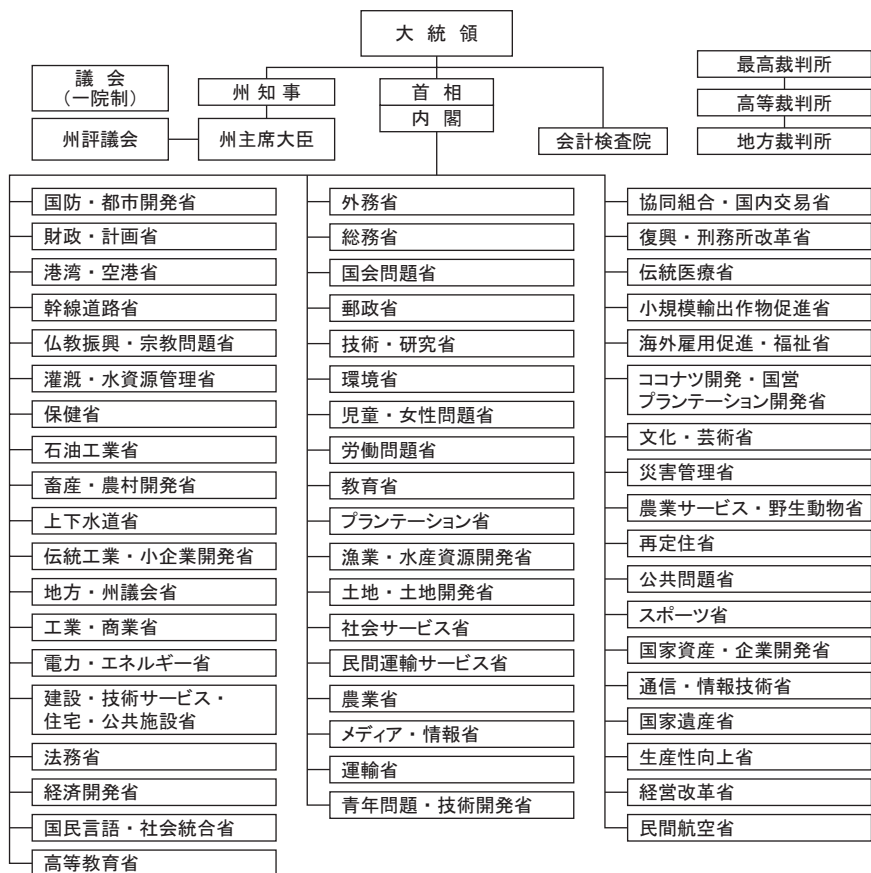 大統領
議会
（一院制）
州知事
首相
内閣
最高裁判所
高等裁判所
州評議会
州主席大臣
会計検査院
地方裁判所
国防・都市開発省
財政・計画省
港湾・空港省
幹線道路省
仏教振興・宗教問題省
灌漑・水資源管理省
保健省
石油工業省
畜産・農村開発省
上下水道省
伝統工業・小企業開発省
地方・州議会省
工業・商業省
電力・エネルギー省
建設・技術サービス・
住宅・公共施設省
法務省
経済開発省
国民言語・社会統合省
高等教育省
外務省
総務省
国会問題省
郵政省
技術・研究省
環境省
児童・女性問題省
労働問題省
教育省
プランテーション省
漁業・水産資源開発省
土地・土地開発省
社会サービス省
民間運輸サービス省
農業省
メディア・情報省
運輸省
青年問題・技術開発省
協同組合・国内交易省
復興・刑務所改革省
伝統医療省
小規模輸出作物促進省
海外雇用促進・福祉省
ココナツ開発・国営
プランテーション開発省
文化・芸術省
災害管理省
農業サービス・野生動物省
再定住省
公共問題省
スポーツ省
国家資産・企業開発省
通信・情報技術省
国家遺産省
生産性向上省
経営改革省
民間航空省